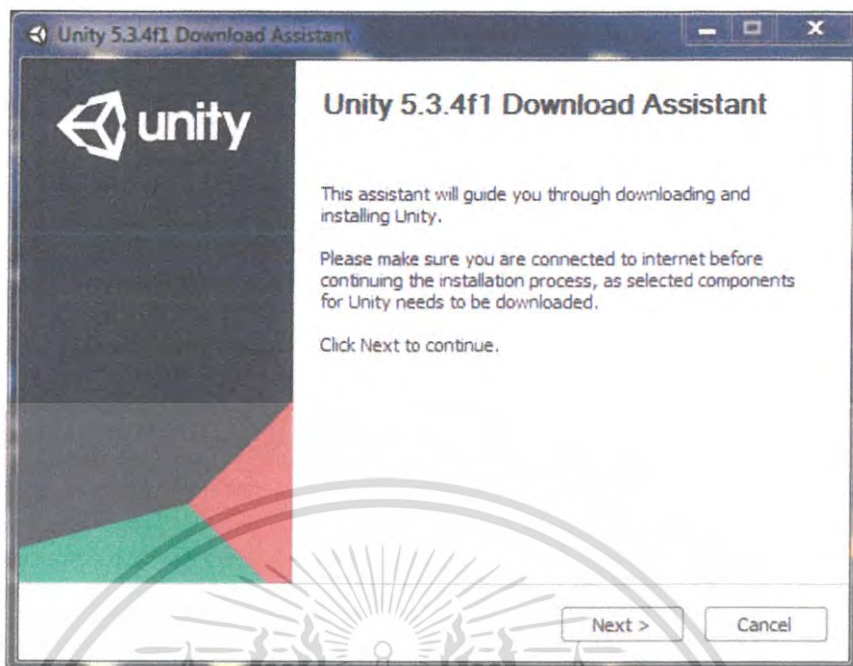 Unity 5.3.4f1 Download Assistant
unity
Unity 5.3.4f1 Download Assistant
This assistant will guide you through downloading and
installing Unity.
Please make sure you are connected to internet before
continuing the installation process, as selected components
for Unity needs to be downloaded.
Click Next to continue.
Next >
Cancel